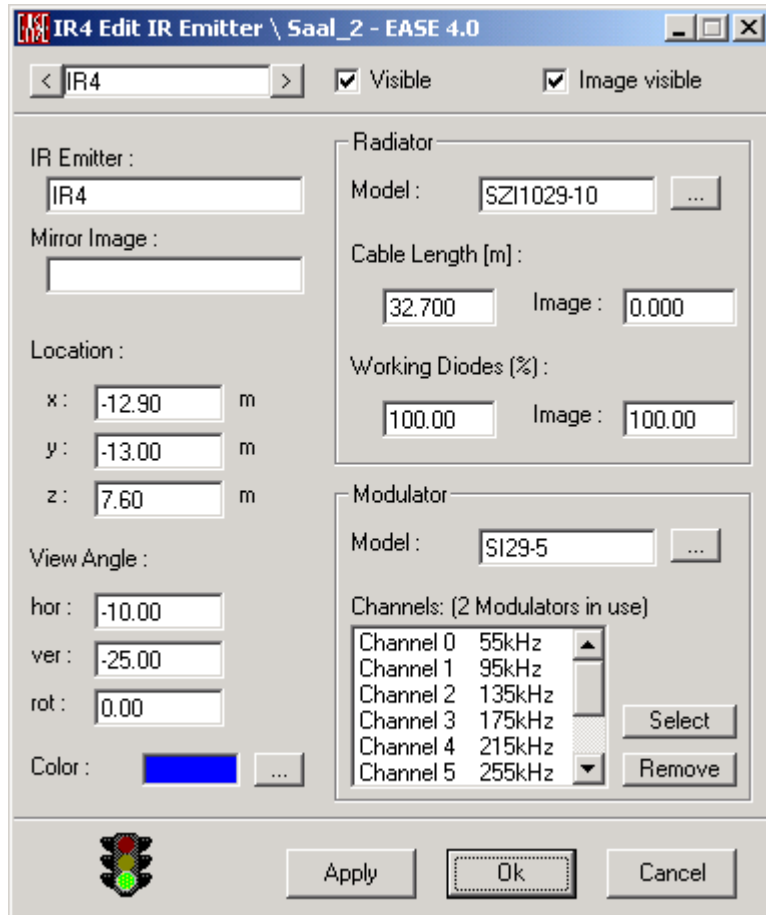 EASE IR4 Edit IR Emitter \ Saal_2 - EASE 4.0
< IR4 > Visible Image visible
IR Emitter :
IR4
Mirror Image :
Location :
x : -12.90 m
y : -13.00 m
z : 7.60 m
View Angle :
hor : -10.00
ver : -25.00
rot : 0.00
Color : ...
Radiator
Model : SZI1029-10 ...
Cable Length [m] :
32.700 Image : 0.000
Working Diodes (%) :
100.00 Image : 100.00
Modulator
Model : SI29-5 ...
Channels: (2 Modulators in use)
Channel 0 55kHz
Channel 1 95kHz
Channel 2 135kHz
Channel 3 175kHz
Channel 4 215kHz
Channel 5 255kHz
Select
Remove
Apply Ok Cancel